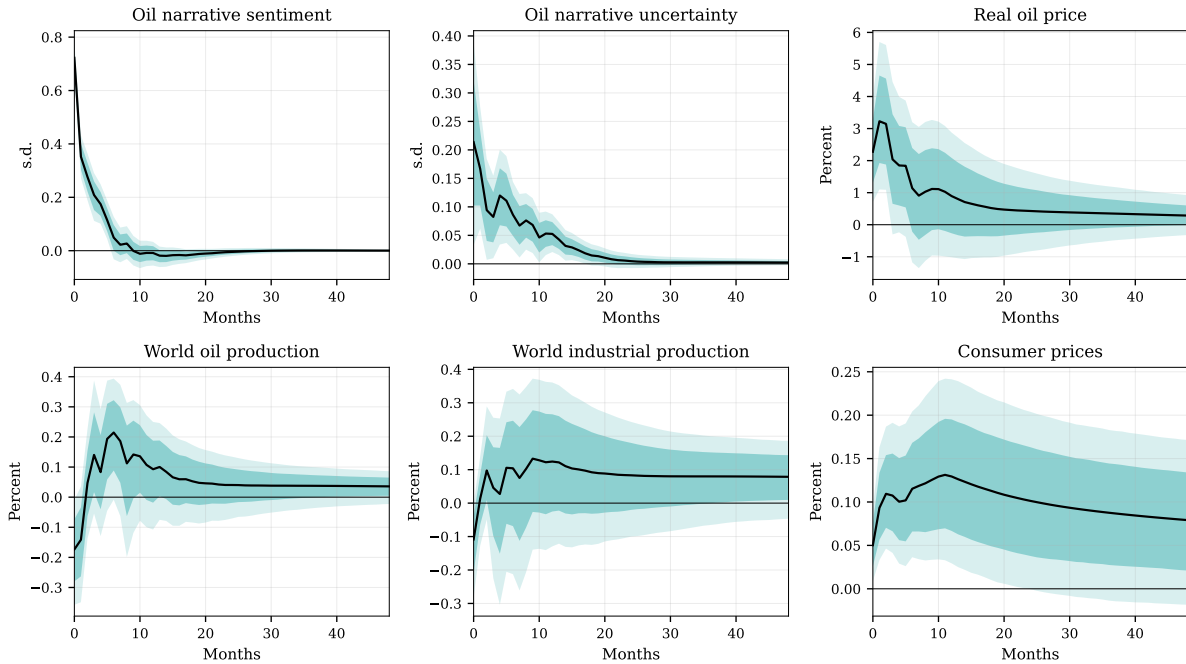 Oil narrative sentiment
0.8
0.6
0.4
0.2
0.0
s.d.
0 10 20 30 40
Months
Oil narrative uncertainty
0.40
0.35
0.30
0.25
0.20
0.15
0.10
0.05
0.00
s.d.
0 10 20 30 40
Months
Real oil price
6
5
4
3
2
1
0
−1
Percent
0 10 20 30 40
Months
World oil production
0.4
0.3
0.2
0.1
0.0
−0.1
−0.2
−0.3
Percent
0 10 20 30 40
Months
World industrial production
0.4
0.3
0.2
0.1
0.0
−0.1
−0.2
−0.3
Percent
0 10 20 30 40
Months
Consumer prices
0.25
0.20
0.15
0.10
0.05
0.00
Percent
0 10 20 30 40
Months